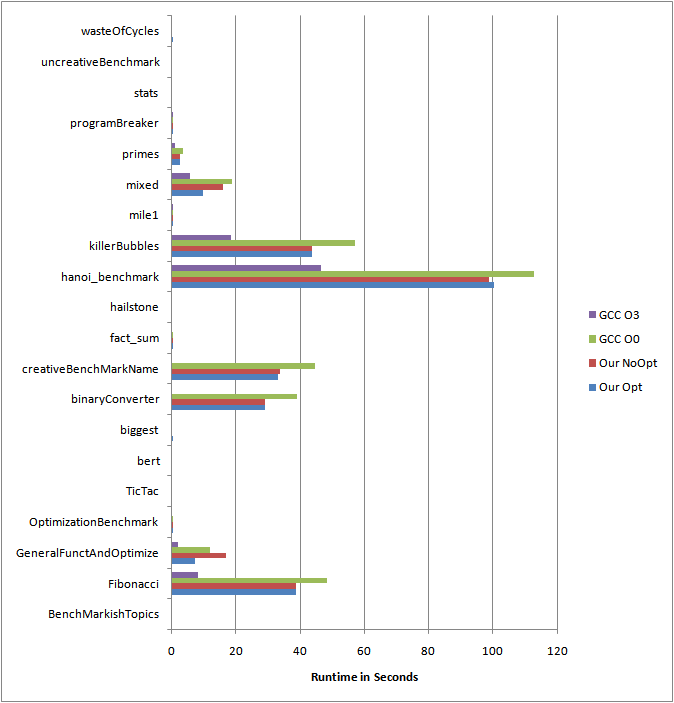 wasteOfCycles
uncreativeBenchmark
stats
programBreaker
primes
mixed
mile1
killerBubbles
hanoi_benchmark
hailstone
fact_sum
creativeBenchMarkName
binaryConverter
biggest
bert
TicTac
OptimizationBenchmark
GeneralFunctAndOptimize
Fibonacci
BenchMarkishTopics
0 20 40 60 80 100 120
Runtime in Seconds
GCC O3
GCC O0
Our NoOpt
Our Opt